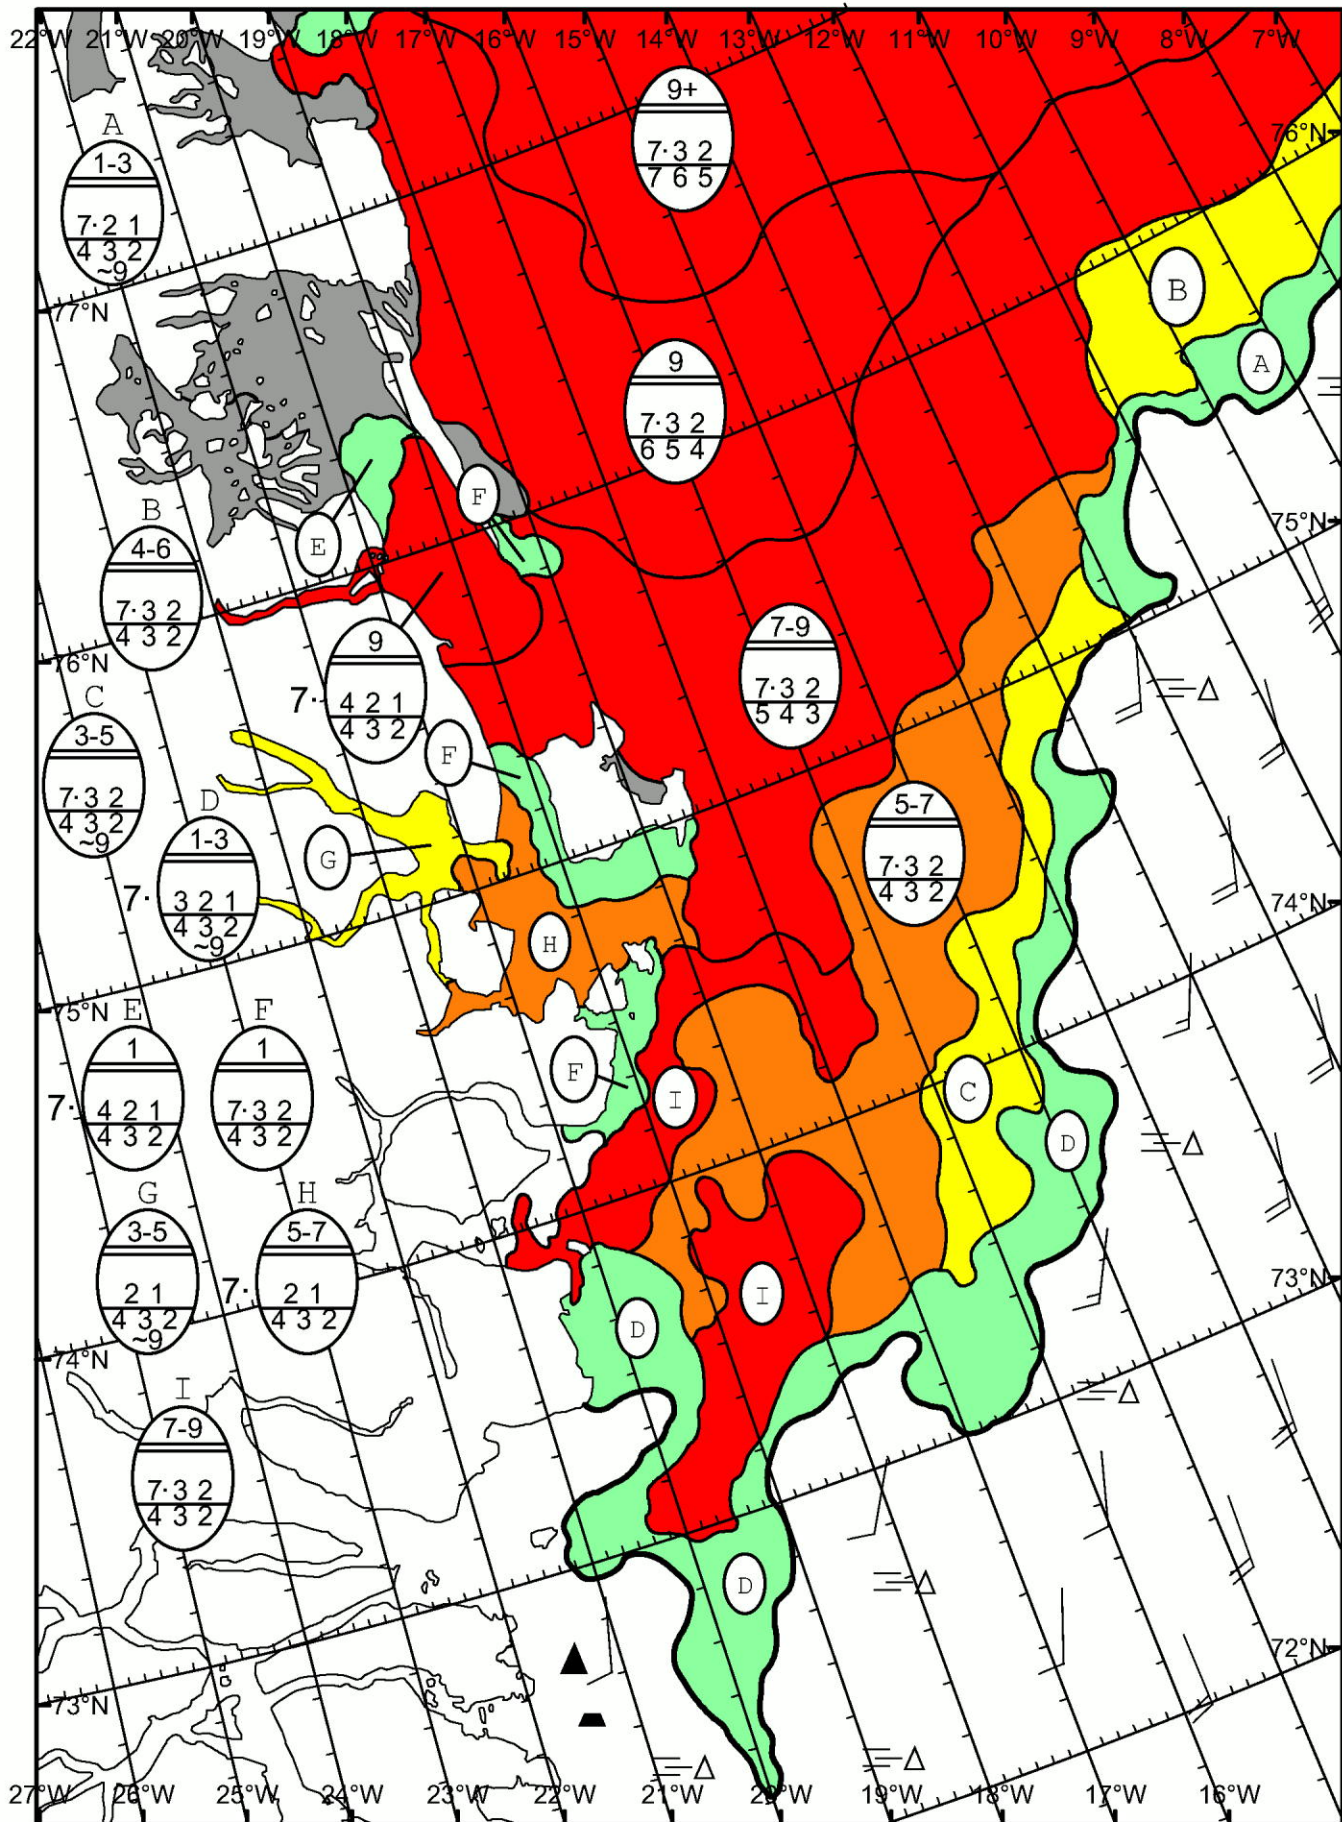 22°W 21°W 20°W 19°W 18°W 17°W 16°W 15°W 14°W 13°W 12°W 11°W 10°W 9°W 8°W 7°W
9+
7·3 2
7 6 5
76°N
A
1-3
7·2 1
4 3 2
~9
77°N
B
A
9
7·3 2
6 5 4
F
E
75°N
B
4-6
7·3 2
4 3 2
76°N
9
7·
4 2 1
4 3 2
7-9
7·3 2
5 4 3
C
3-5
7·3 2
4 3 2
~9
F
5-7
7·3 2
4 3 2
D
1-3
7·
3 2 1
4 3 2
~9
G
74°N
H
75°N
E
1
7·
4 2 1
4 3 2
F
1
7·3 2
4 3 2
F
I
C
D
G
3-5
2 1
4 3 2
~9
H
5-7
7·
2 1
4 3 2
73°N
I
D
74°N
I
7-9
7·3 2
4 3 2
D
72°N
73°N
27°W 26°W 25°W 24°W 23°W 22°W 21°W 20°W 19°W 18°W 17°W 16°W